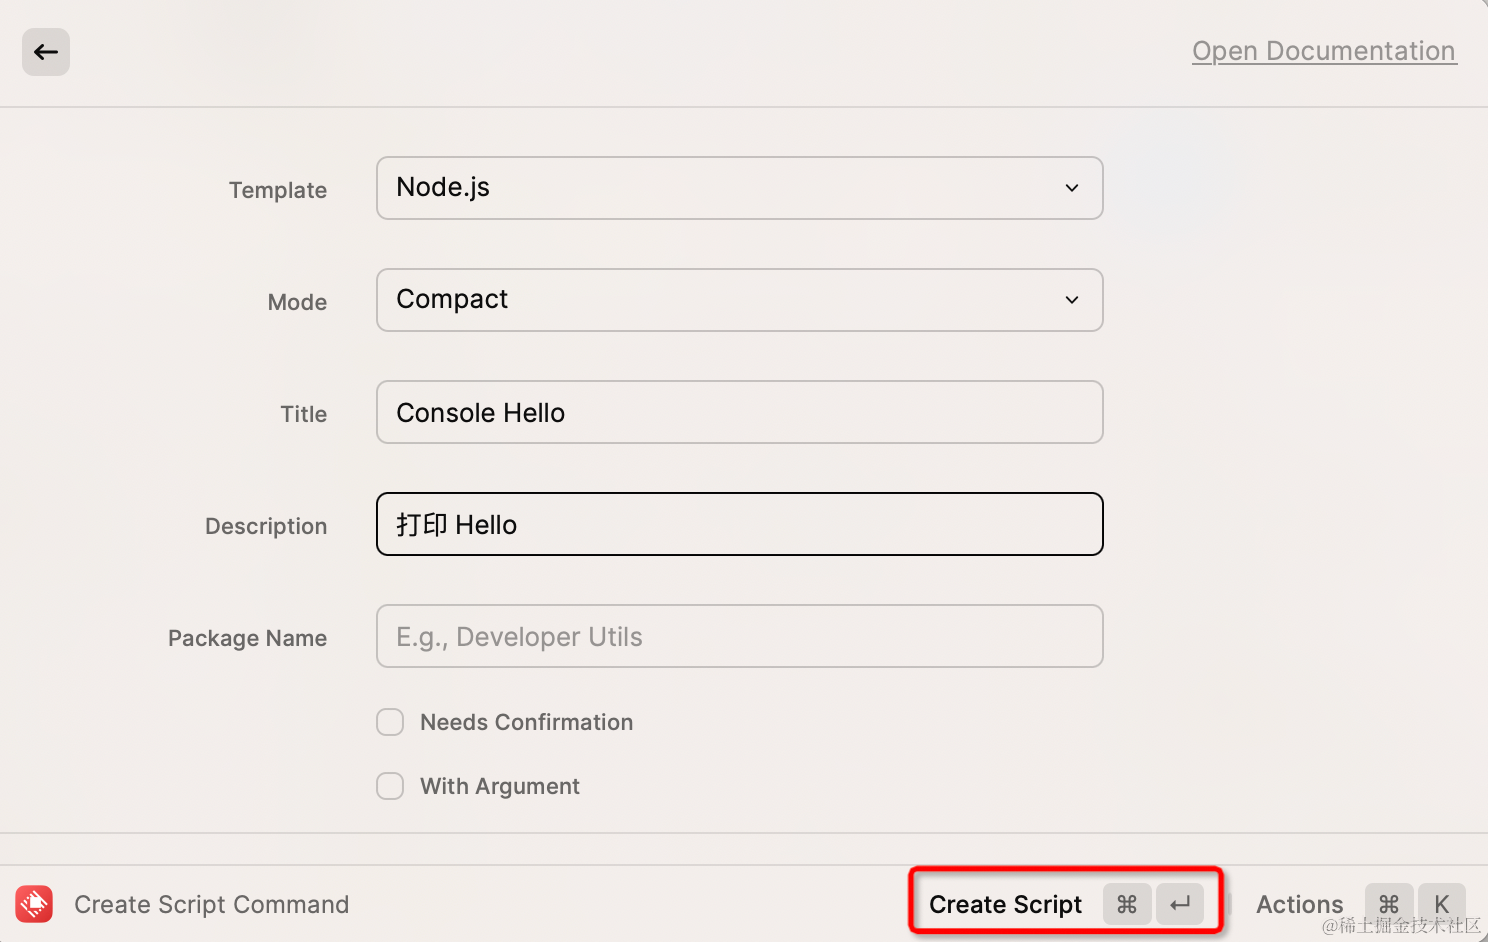 Open Documentation
Template
Node.js
Mode
Compact
Title
Console Hello
Description
打印 Hello
Package Name
E.g., Developer Utils
Needs Confirmation
With Argument
Create Script Command
Create Script ⌘ ↵
Actions ⌘ K
@稀土掘金技术社区